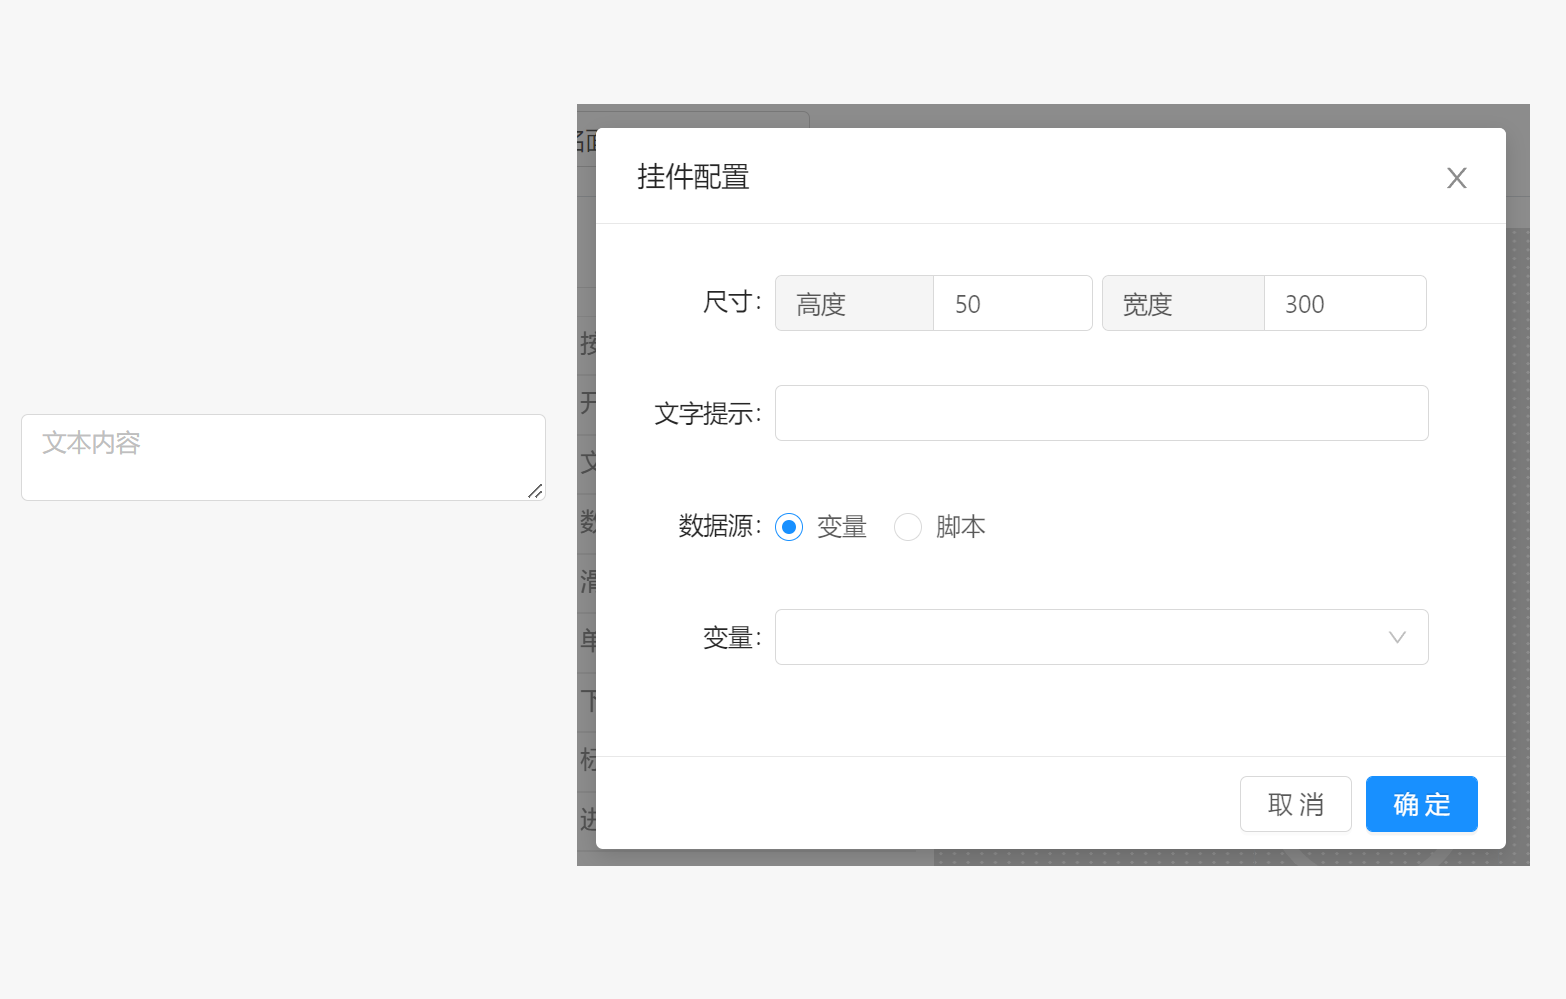 文本内容
挂件配置
尺寸: 高度 50 宽度 300
文字提示:
数据源: 变量 脚本
变量:
取 消 确 定